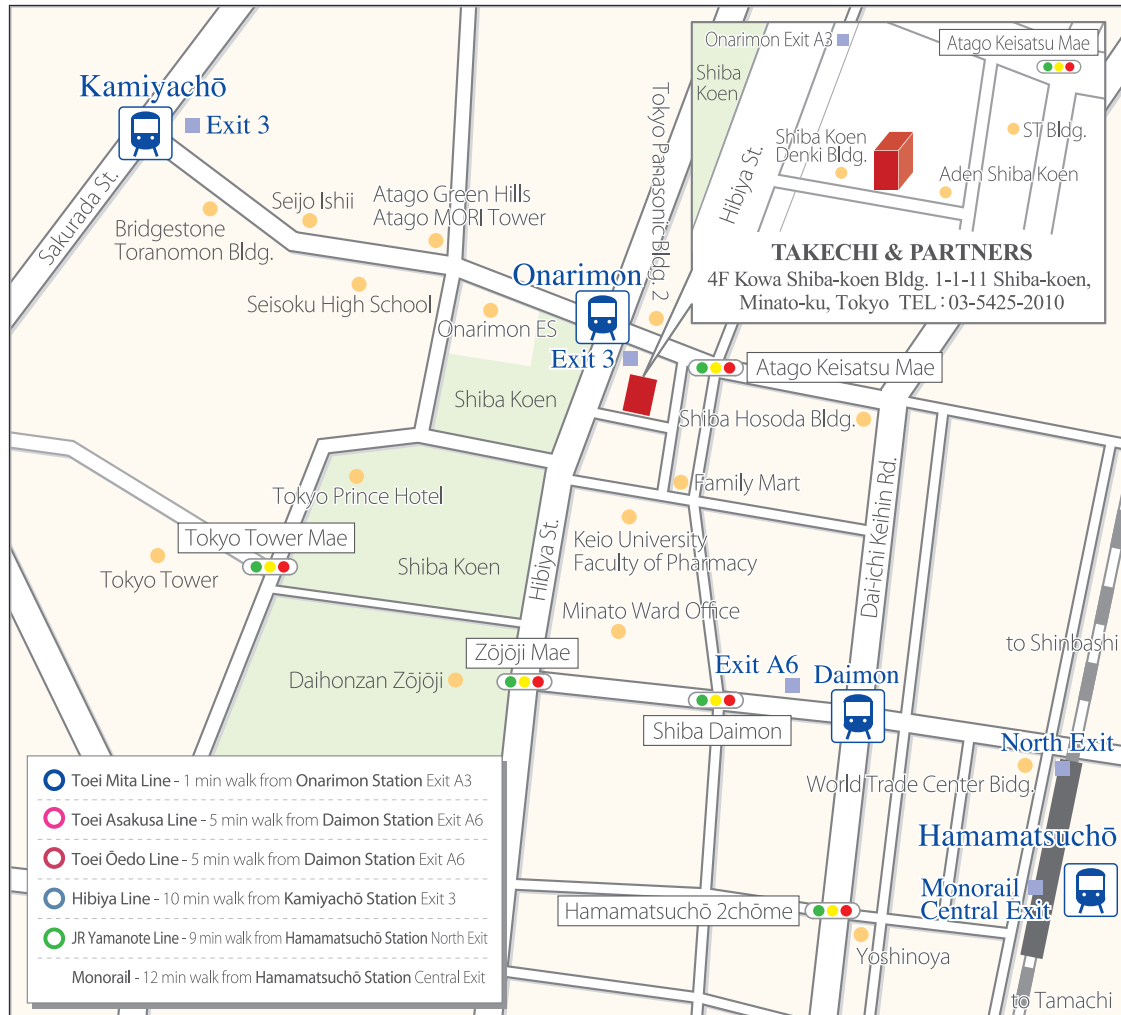 Kamiyachō
Exit 3
Sakurada St.
Bridgestone
Toranomon Bldg.
Seijo Ishii
Atago Green Hills
Atago MORI Tower
Seisoku High School
Onarimon ES
Shiba Koen
Onarimon
Exit 3
Tokyo Panasonic Bldg. 2
Onarimon Exit A3
Shiba
Koen
Hibiya St.
Atago Keisatsu Mae
ST Bldg.
Shiba Koen
Denki Bldg.
Aden Shiba Koen
TAKECHI & PARTNERS
4F Kowa Shiba-koen Bldg. 1-1-11 Shiba-koen,
Minato-ku, Tokyo TEL : 03-5425-2010
Atago Keisatsu Mae
Shiba Hosoda Bldg.
Family Mart
Tokyo Prince Hotel
Tokyo Tower Mae
Tokyo Tower
Shiba Koen
Hibiya St.
Keio University
Faculty of Pharmacy
Dai-ichi Keihin Rd.
Minato Ward Office
Zōjōji Mae
Daihonzan Zōjōji
Exit A6
Daimon
Shiba Daimon
to Shinbashi
North Exit
World Trade Center Bldg.
Hamamatsuchō
Monorail
Central Exit
Hamamatsuchō 2chōme
Yoshinoya
to Tamachi
Toei Mita Line - 1 min walk from Onarimon Station Exit A3
Toei Asakusa Line - 5 min walk from Daimon Station Exit A6
Toei Ōedo Line - 5 min walk from Daimon Station Exit A6
Hibiya Line - 10 min walk from Kamiyachō Station Exit 3
JR Yamanote Line - 9 min walk from Hamamatsuchō Station North Exit
Monorail - 12 min walk from Hamamatsuchō Station Central Exit